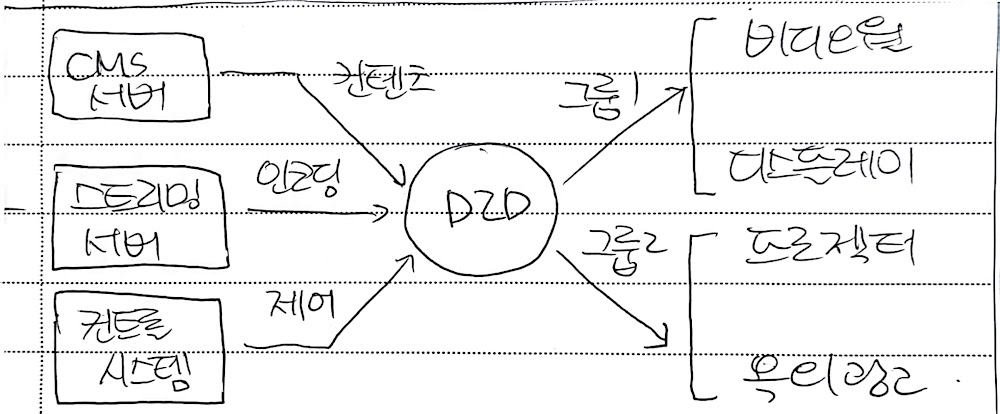 CMS
서버
컨텐츠
스트리밍
서버
인코딩
컨트롤
시스템
제어
D2D
그룹1
비디오월
디스플레이
그룹2
프로젝터
옥외광고